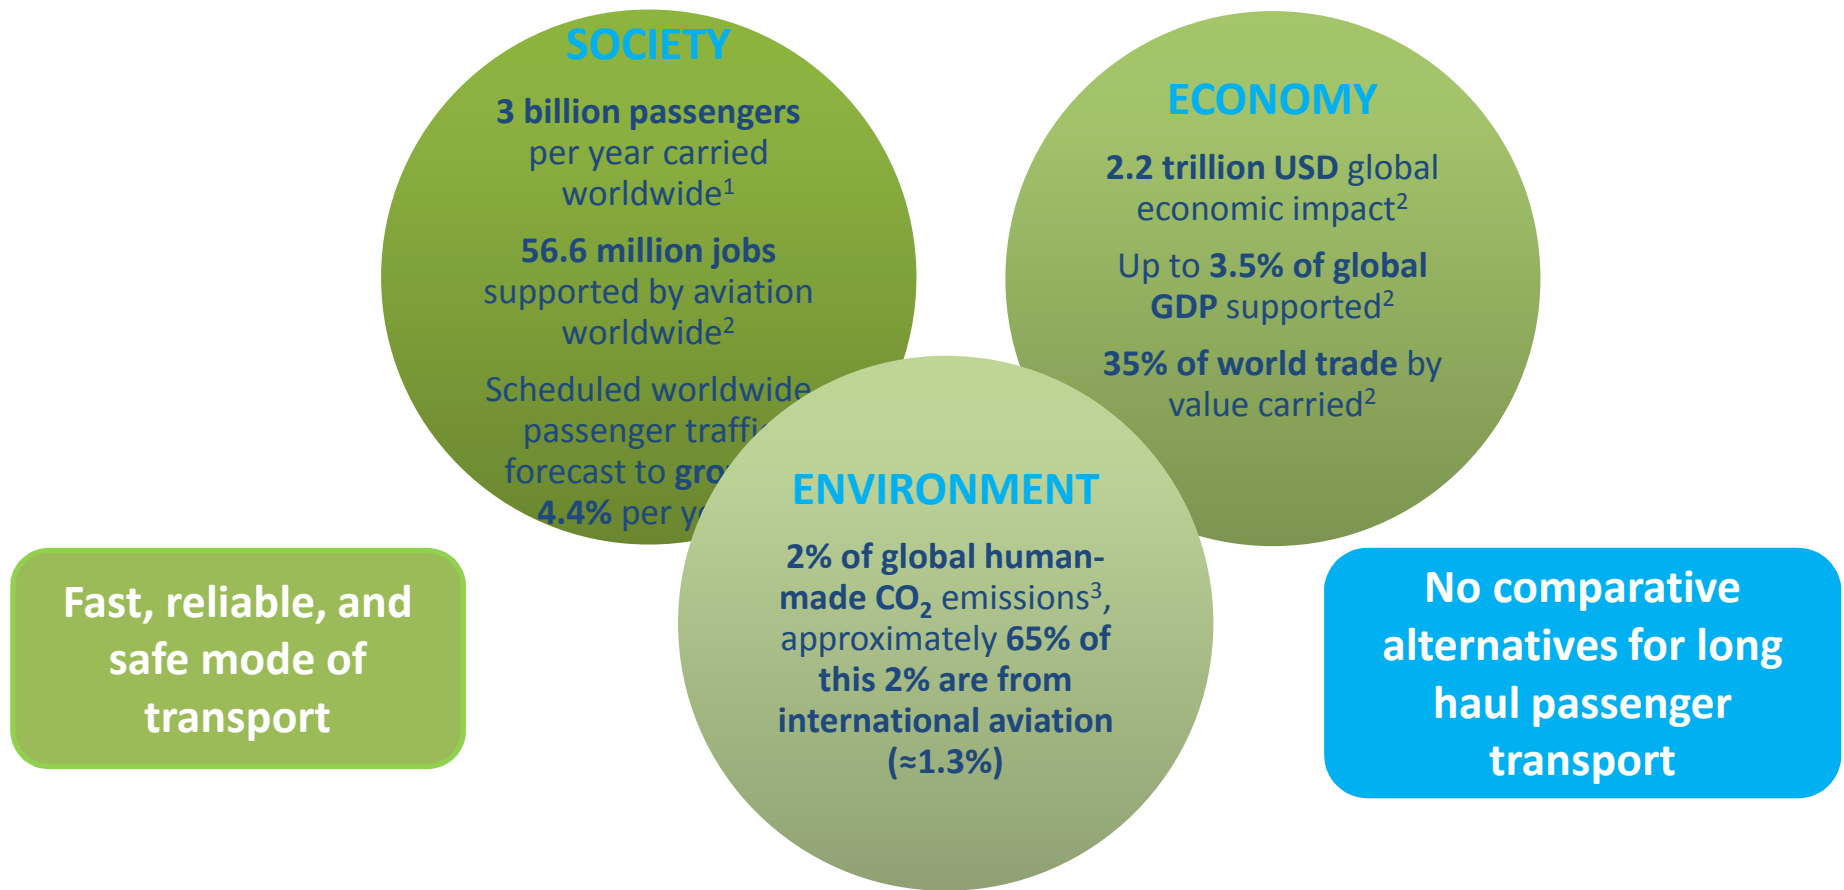 SOCIETY
3 billion passengers
per year carried
worldwide¹
56.6 million jobs
supported by aviation
worldwide²
Scheduled worldwide
passenger
forecast to
4.4% per
ECONOMY
2.2 trillion USD global
economic impact²
Up to 3.5% of global
GDP supported²
35% of world trade by
value carried²
ENVIRONMENT
2% of global human-
made CO₂ emissions³,
approximately 65% of
this 2% are from
international aviation
(≈1.3%)
Fast, reliable, and
safe mode of
transport
No comparative
alternatives for long
haul passenger
transport